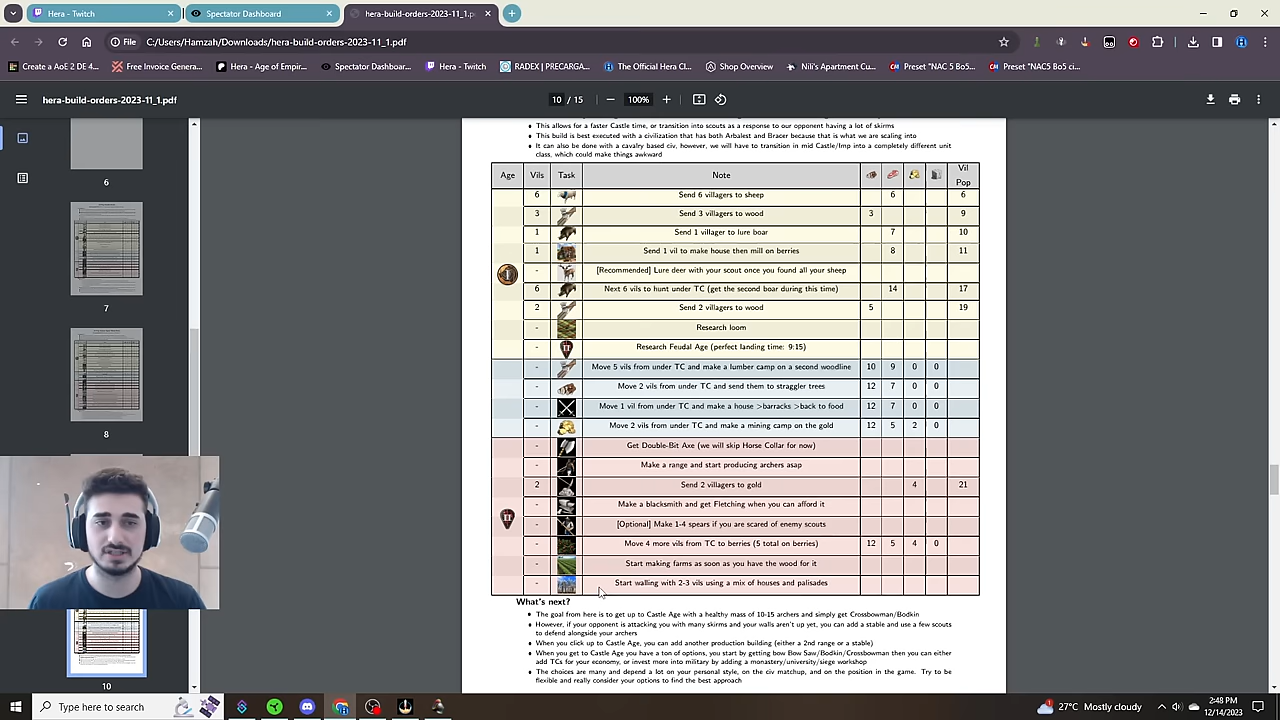 Hera - Twitch
Spectator Dashboard
hera-build-orders-2023-11_1.p
File
C:/Users/Hamzah/Downloads/hera-build-orders-2023-11_1.pdf
Create a AoE 2 DE 4...
Free Invoice Genera...
Hera - Age of Empir...
Spectator Dashboar...
Hera - Twitch
RADEX | PRECARGA...
The Official Hera Cl...
Shop Overview
Nili's Apartment Cu...
Preset "NAC 5 Bo5...
Preset "NAC5 Bo5 ci...
hera-build-orders-2023-11_1.pdf
10 / 15
100%
6
7
8
10
This allows for a faster Castle time, or transition into scouts as a response to our opponent having a lot of skirms
This build is best executed with a civilization that has both Arbalest and Bracer because that is what we are scaling into
It can also be done with a cavalry based civ, however, we will have to transition in mid Castle/Imp into a completely different unit
class, which could make things awkward
Age Vils Task Note Vil Pop
6 Send 6 villagers to sheep 6 6
3 Send 3 villagers to wood 3 9
1 Send 1 villager to lure boar 7 10
1 Send 1 vil to make house then mill on berries 8 11
- [Recommended] Lure deer with your scout once you found all your sheep
6 Next 6 vils to hunt under TC (get the second boar during this time) 14 17
2 Send 2 villagers to wood 5 19
- Research loom
- Research Feudal Age (perfect landing time: 9:15)
- Move 5 vils from under TC and make a lumber camp on a second woodline 10 9 0 0
- Move 2 vils from under TC and send them to straggler trees 12 7 0 0
- Move 1 vil from under TC and make a house >barracks >back to food 12 7 0 0
- Move 2 vils from under TC and make a mining camp on the gold 12 5 2 0
- Get Double-Bit Axe (we will skip Horse Collar for now)
- Make a range and start producing archers asap
2 Send 2 villagers to gold 4 21
- Make a blacksmith and get Fletching when you can afford it
- [Optional] Make 1-4 spears if you are scared of enemy scouts
- Move 4 more vils from TC to berries (5 total on berries) 12 5 4 0
- Start making farms as soon as you have the wood for it
- Start walling with 2-3 vils using a mix of houses and palisades
What's next?
The goal from here is to get up to Castle Age with a healthy mass of 10-15 archers and simply get Crossbowman/Bodkin
However, if your opponent is attacking you with many skirms and your walls aren't up yet, you can add a stable and use a few scouts
to defend alongside your archers
When you click up to Castle Age, you can add another production building (either a 2nd range or a stable)
When you get to Castle Age you have a ton of options, you start by getting bow Bow Saw/Bodkin/Crossbowman then you can either
add TCs for your economy, or invest more into military by adding a monastery/university/siege workshop
The choices are many and depend a lot on your personal style, on the civ matchup, and on the position in the game. Try to be
flexible and really consider your options to find the best approach
Type here to search
27°C Mostly cloudy
2:48 PM
12/14/2023